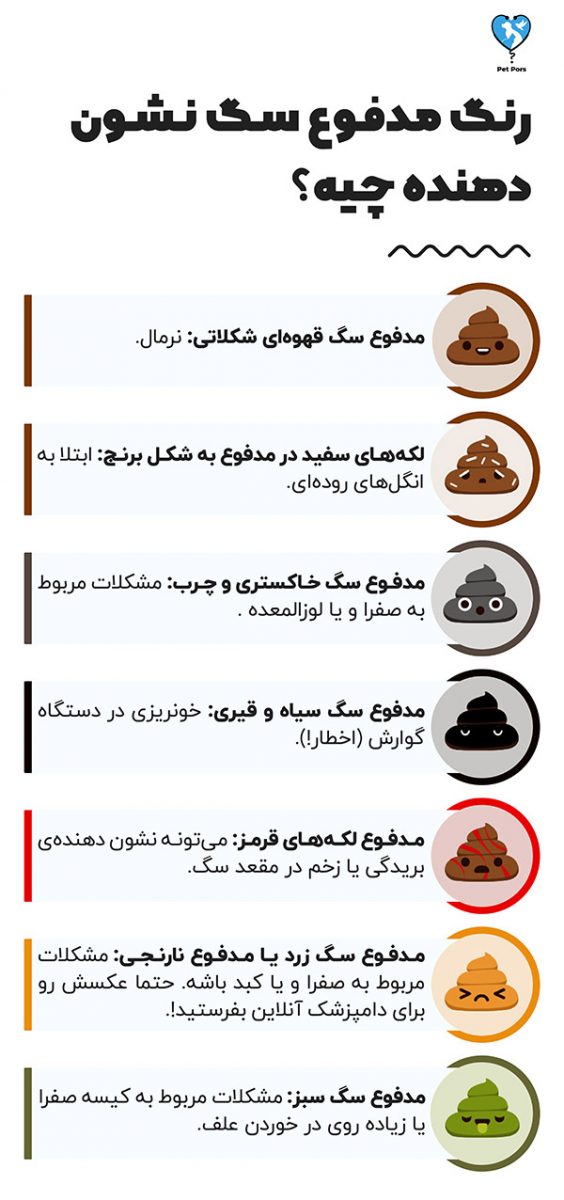 Pet Pors
رنگ مدفوع سگ نشون
دهنده چیه؟
مدفوع سگ قهوه‌ای شکلاتی: نرمال.
لکه‌های سفید در مدفوع به شکل برنج: ابتلا به
انگل‌های روده‌ای.
مدفوع سگ خاکستری و چرب: مشکلات مربوط
به صفرا و یا لوزالمعده .
مدفوع سگ سیاه و قیری: خونریزی در دستگاه
گوارش (اخطار!).
مدفوع لکه‌های قرمز: می‌تونه نشون دهنده‌ی
بریدگی یا زخم در مقعد سگ.
مدفوع سگ زرد یا مدفوع نارنجی: مشکلات
مربوط به صفرا و یا کبد باشه. حتما عکسش رو
برای دامپزشک آنلاین بفرستید!.
مدفوع سگ سبز: مشکلات مربوط به کیسه صفرا
یا زیاده روی در خوردن علف.